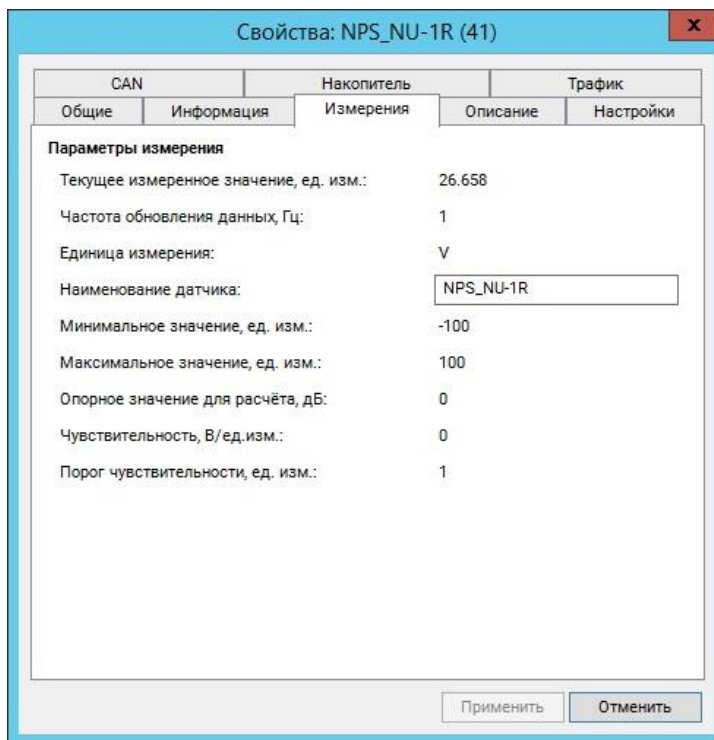 Свойства: NPS_NU-1R (41)
x
CAN Накопитель Трафик
Общие Информация Измерения Описание Настройки
Параметры измерения
Текущее измеренное значение, ед. изм.: 26.658
Частота обновления данных, Гц: 1
Единица измерения: V
Наименование датчика: NPS_NU-1R
Минимальное значение, ед. изм.: -100
Максимальное значение, ед. изм.: 100
Опорное значение для расчёта, дБ: 0
Чувствительность, В/ед.изм.: 0
Порог чувствительности, ед. изм.: 1
Применить Отменить